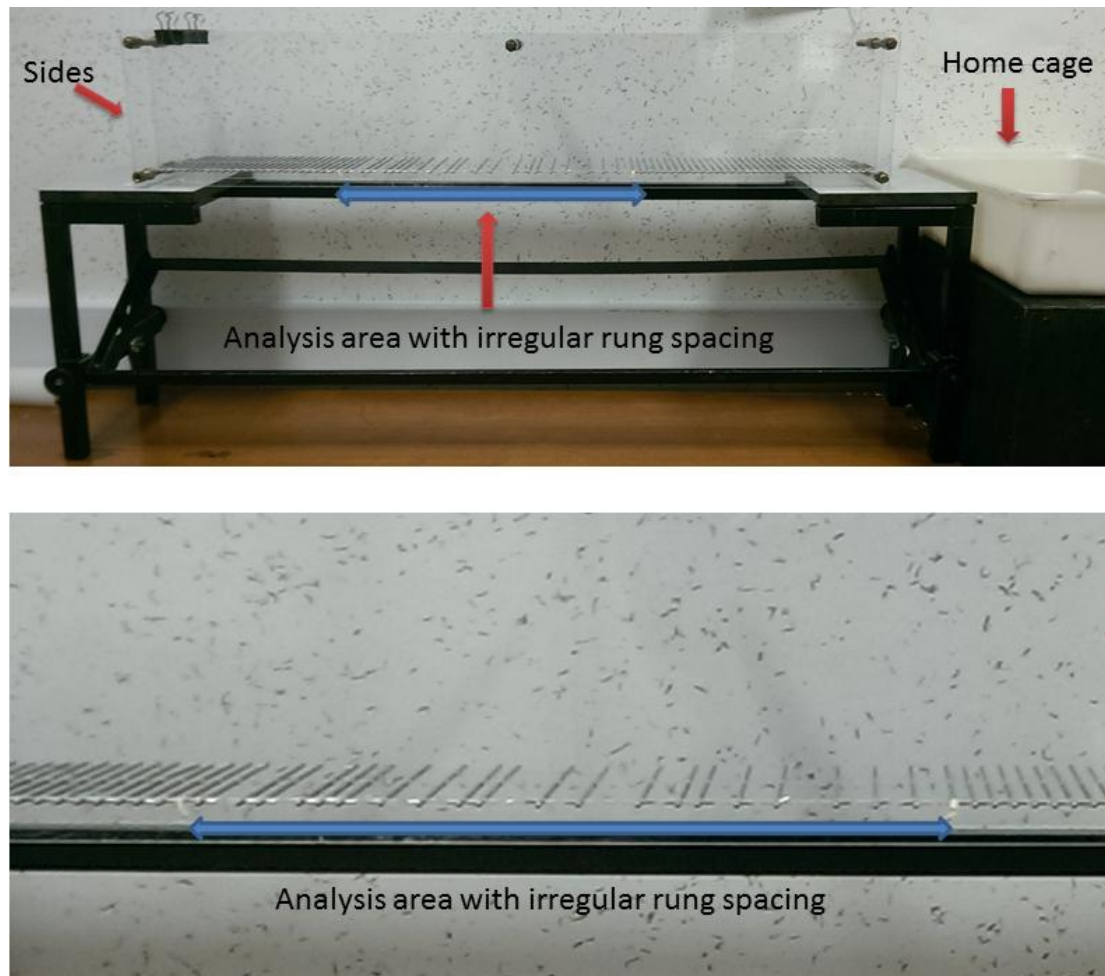 Sides
Home cage
Analysis area with irregular rung spacing
Analysis area with irregular rung spacing